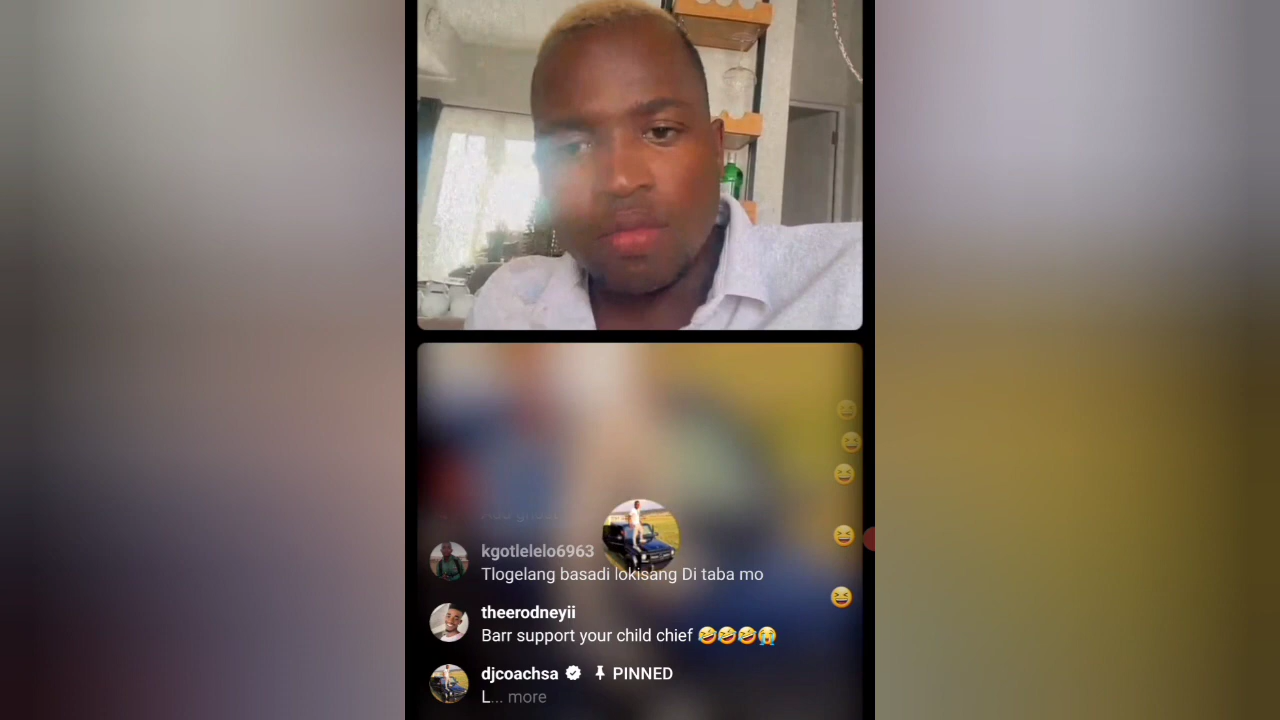 kgotlelelo6963
Tlogelang basadi lokisang Di taba mo
theerodneyii
Barr support your child chief 🤣🤣🤣😭
djcoachsa PINNED
L... more